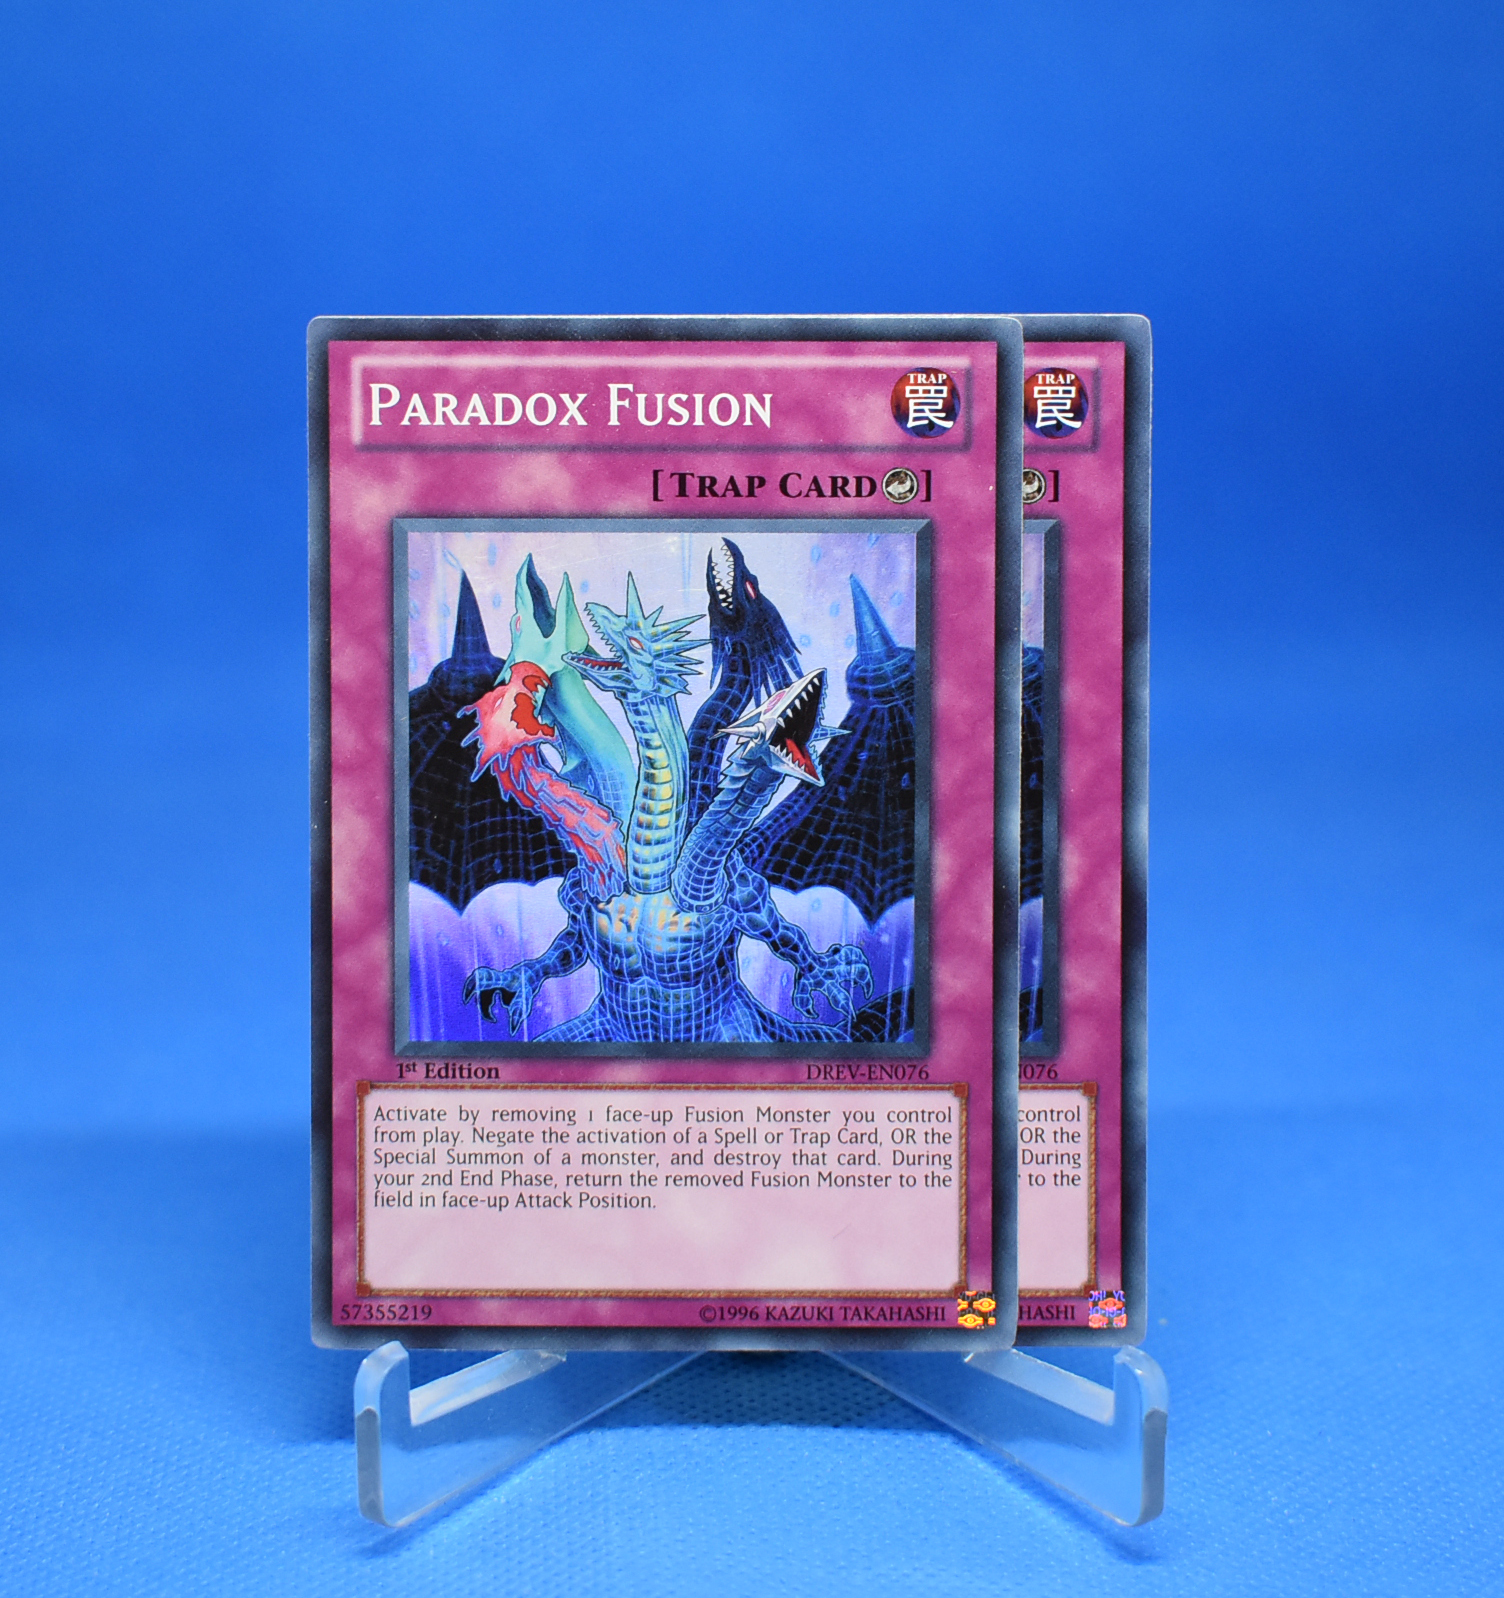 PARADOX FUSION
TRAP
罠
TRAP
罠
[TRAP CARD]
]
1st Edition
DREV-EN076
N076
Activate by removing 1 face-up Fusion Monster you control
from play. Negate the activation of a Spell or Trap Card, OR the
Special Summon of a monster, and destroy that card. During
your 2nd End Phase, return the removed Fusion Monster to the
field in face-up Attack Position.
control
OR the
During
to the
57355219
©1996 KAZUKI TAKAHASHI
HASHI